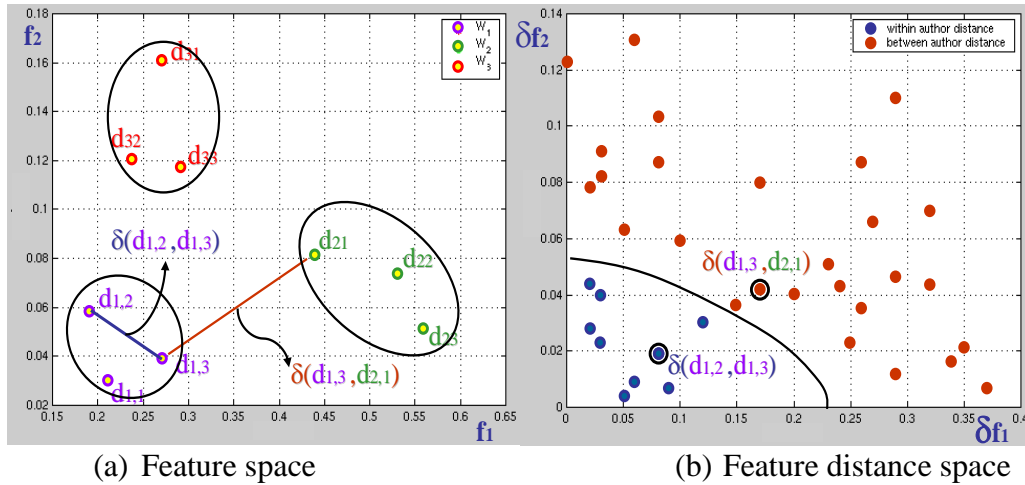 f2
0.18
0.16
0.14
0.12
0.1
0.08
0.06
0.04
0.02
0.15
0.2
0.25
0.3
0.35
0.4
0.45
0.5
0.55
0.6
0.65
f1
W1
W2
W3
d31
d32
d33
δ(d1,2,d1,3)
d21
d22
d23
d1,2
d1,3
d1,1
δ(d1,3,d2,1)
(a) Feature space
δf2
0.14
0.12
0.1
0.08
0.06
0.04
0.02
0
0
0.05
0.1
0.15
0.2
0.25
0.3
0.35
0.4
δf1
within author distance
between author distance
δ(d1,3,d2,1)
δ(d1,2,d1,3)
(b) Feature distance space